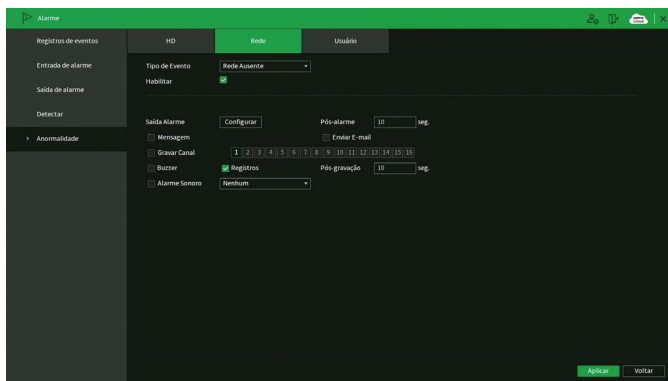 Alarme
Registros de eventos
HD Rede Usuário
Entrada de alarme
Tipo de Evento Rede Ausente
Habilitar
Saída de alarme
Detectar
Saída Alarme Configurar Pós-alarme 10 seg.
> Anormalidade
Mensagem Enviar E-mail
Gravar Canal 1 2 3 4 5 6 7 8 9 10 11 12 13 14 15 16
Buzzer Registros Pós-gravação 10 seg.
Alarme Sonoro Nenhum
Aplicar Voltar